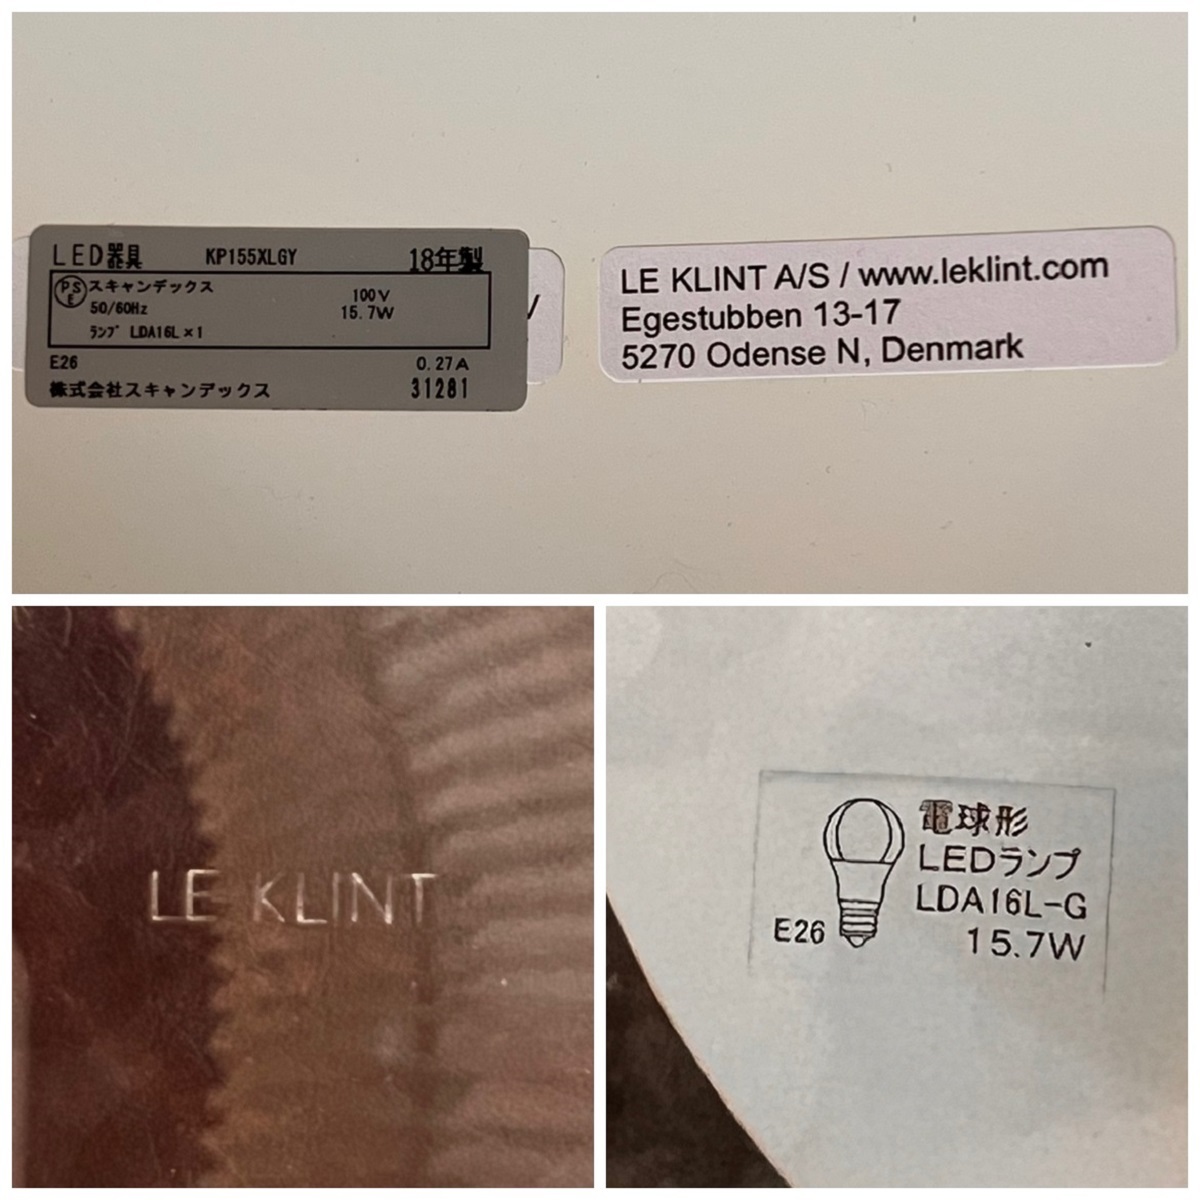 LED器具 KP155XLGY 18年製
PSE スキャンデックス
50/60Hz 100V
15.7W
ランプ LDA16L×1
E26 0.27A
株式会社スキャンデックス 31281
LE KLINT A/S / www.leklint.com
Egestubben 13-17
5270 Odense N, Denmark
LE KLINT
電球形
LEDランプ
LDA16L-G
E26 15.7W